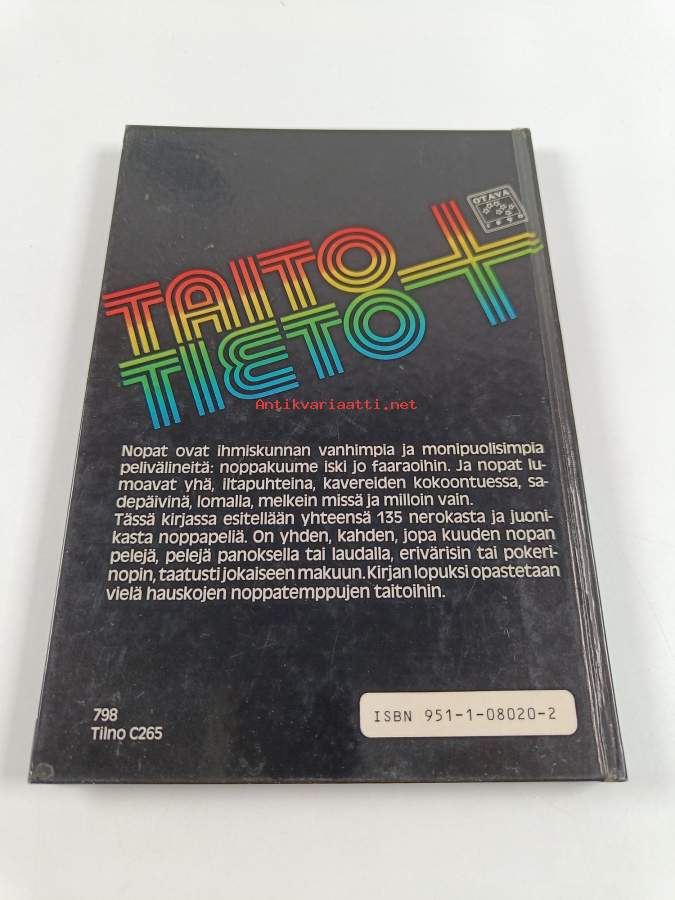 OTAVA
1890
TAITO
TIETO
Antikvariaatti.net
Nopat ovat ihmiskunnan vanhimpia ja monipuolisimpia
pelivälineitä: noppakuume iski jo faaraoihin. Ja nopat lu-
moavat yhä, iltapuhteina, kavereiden kokoontuessa, sa-
depäivinä, lomalla, melkein missä ja milloin vain.
Tässä kirjassa esitellään yhteensä 135 nerokasta ja juoni-
kasta noppapeliä. On yhden, kahden, jopa kuuden nopan
pelejä, pelejä panoksella tai laudalla, erivärisin tai pokeri-
nopin, taatusti jokaiseen makuun. Kirjan lopuksi opastetaan
vielä hauskojen noppatemppujen taitoihin.
798
Tilno C265
ISBN 951-1-08020-2